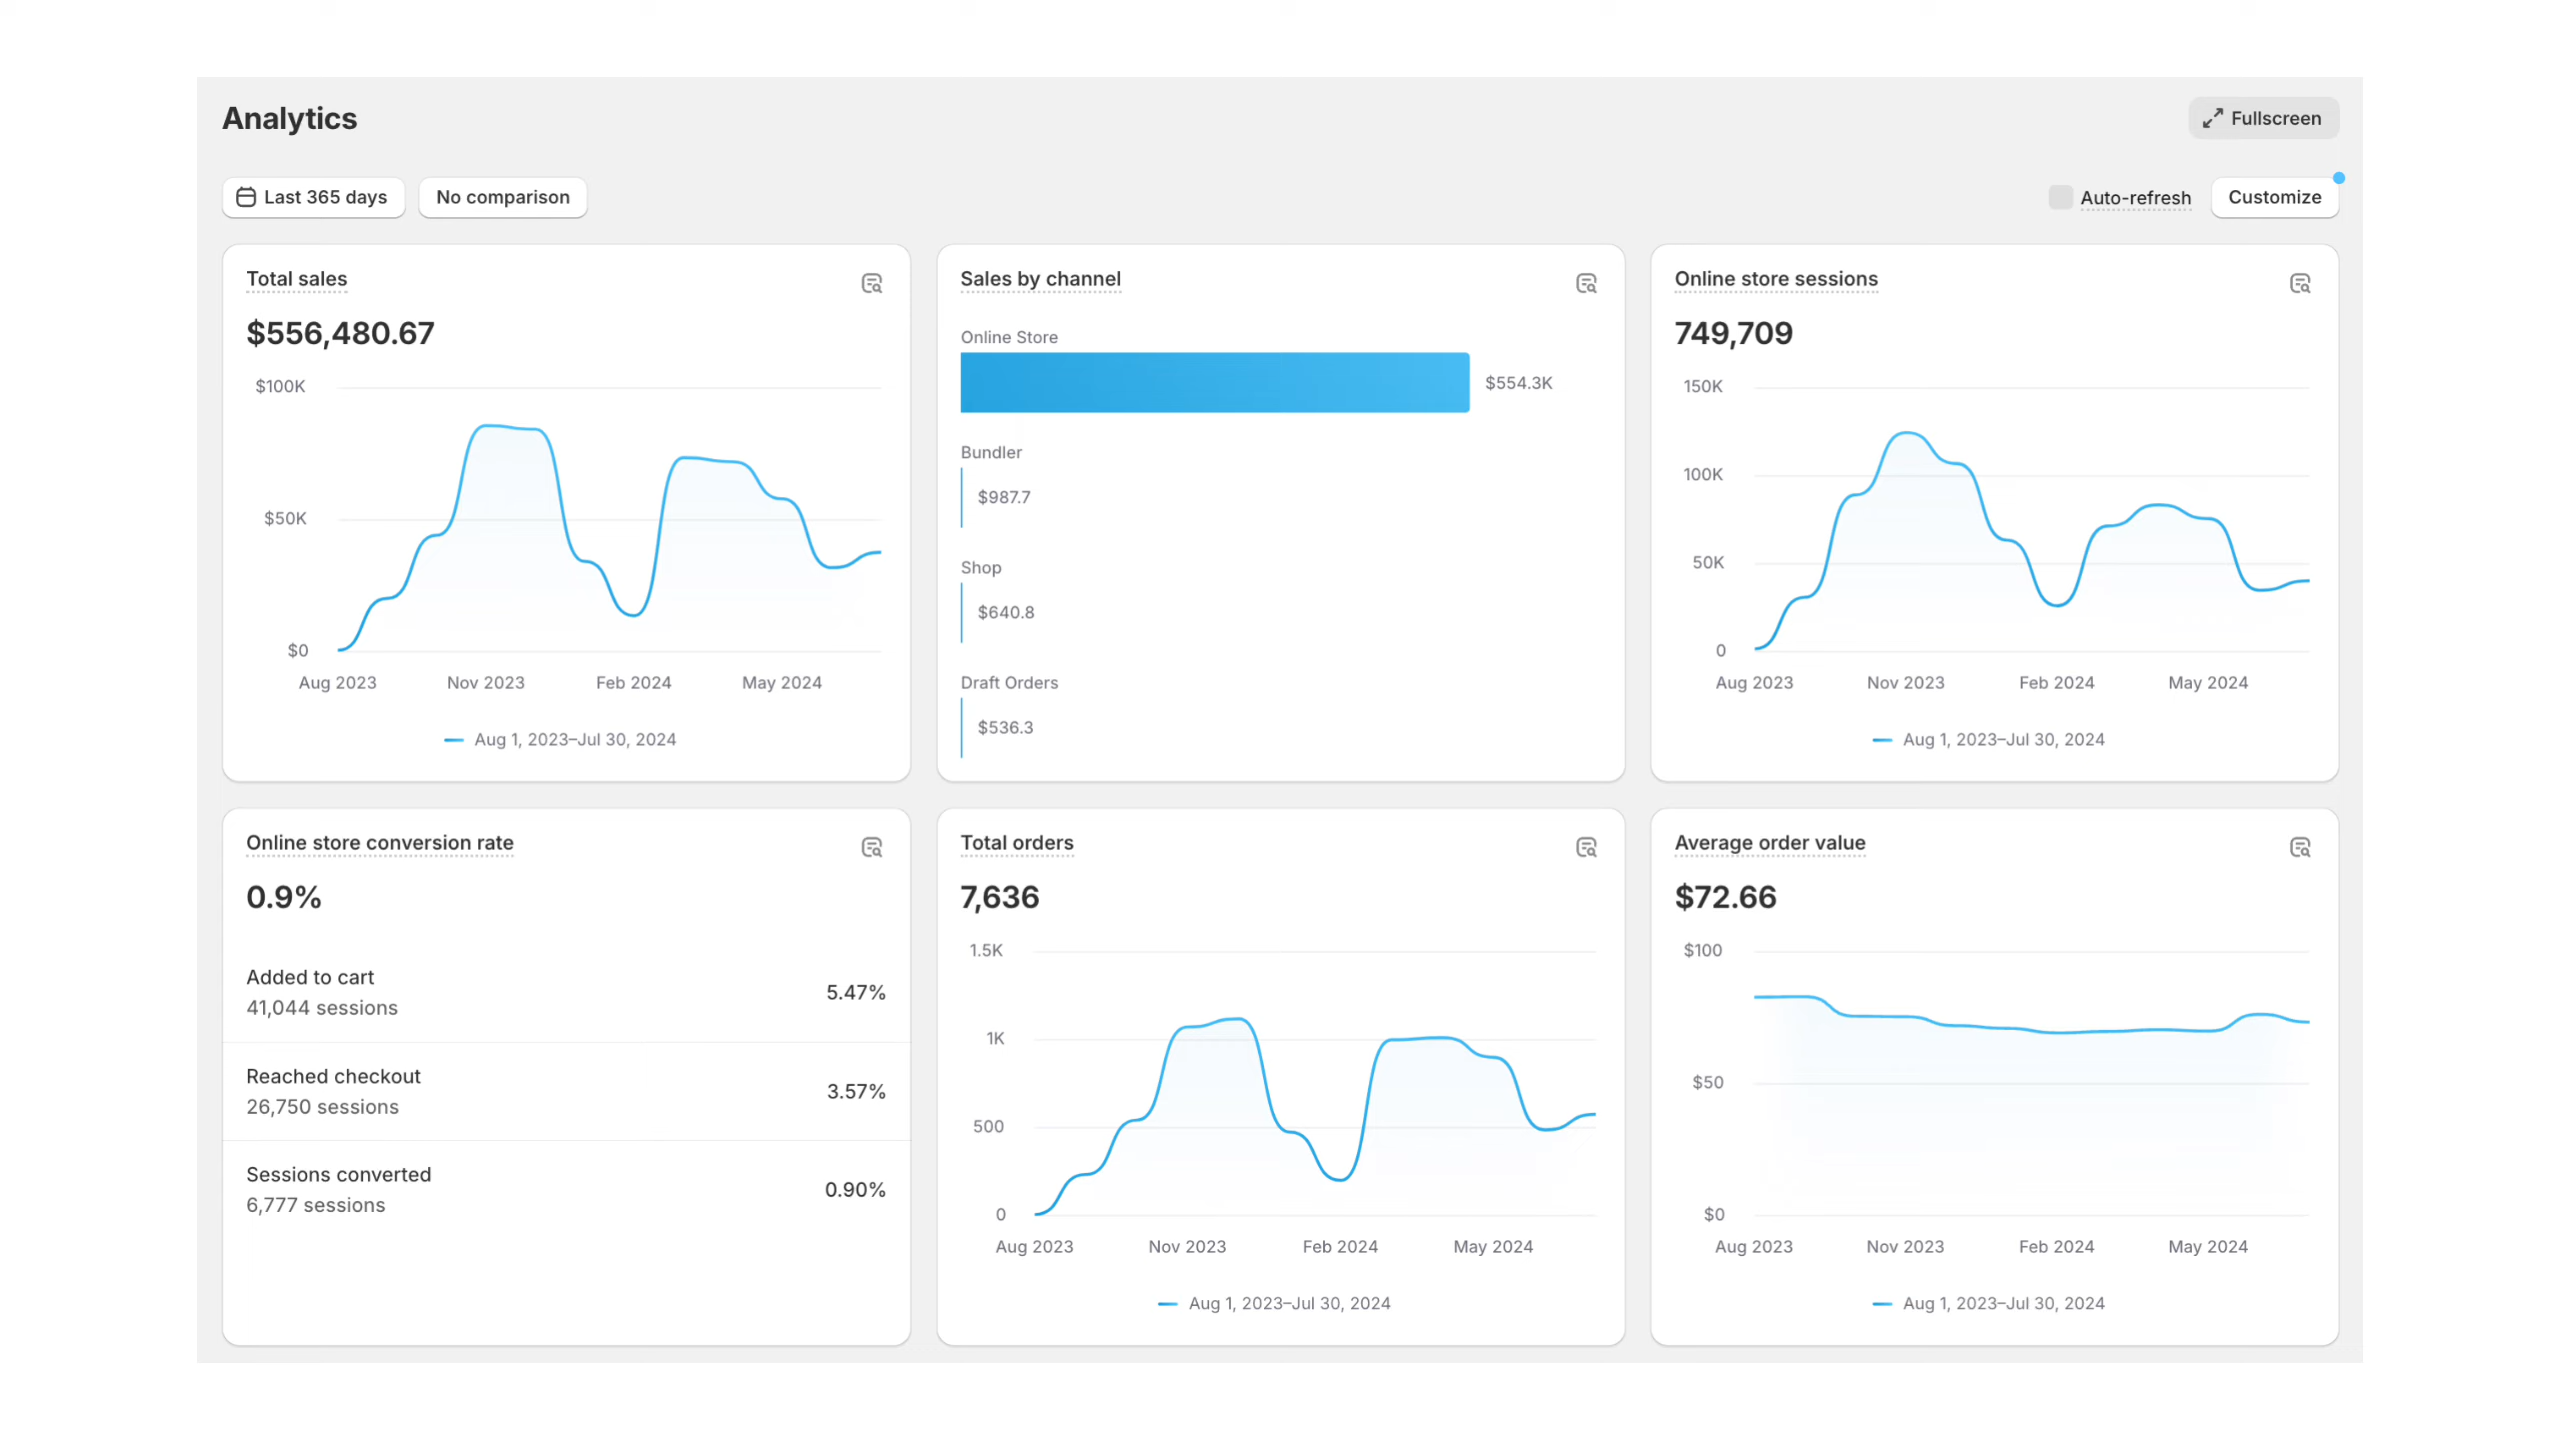 Analytics
Fullscreen
Last 365 days
No comparison
Auto-refresh
Customize
Total sales
$556,480.67
$100K
$50K
$0
Aug 2023
Nov 2023
Feb 2024
May 2024
Aug 1, 2023–Jul 30, 2024
Sales by channel
Online Store
$554.3K
Bundler
$987.7
Shop
$640.8
Draft Orders
$536.3
Online store sessions
749,709
150K
100K
50K
0
Aug 2023
Nov 2023
Feb 2024
May 2024
Aug 1, 2023–Jul 30, 2024
Online store conversion rate
0.9%
Added to cart
41,044 sessions
5.47%
Reached checkout
26,750 sessions
3.57%
Sessions converted
6,777 sessions
0.90%
Total orders
7,636
1.5K
1K
500
0
Aug 2023
Nov 2023
Feb 2024
May 2024
Aug 1, 2023–Jul 30, 2024
Average order value
$72.66
$100
$50
$0
Aug 2023
Nov 2023
Feb 2024
May 2024
Aug 1, 2023–Jul 30, 2024